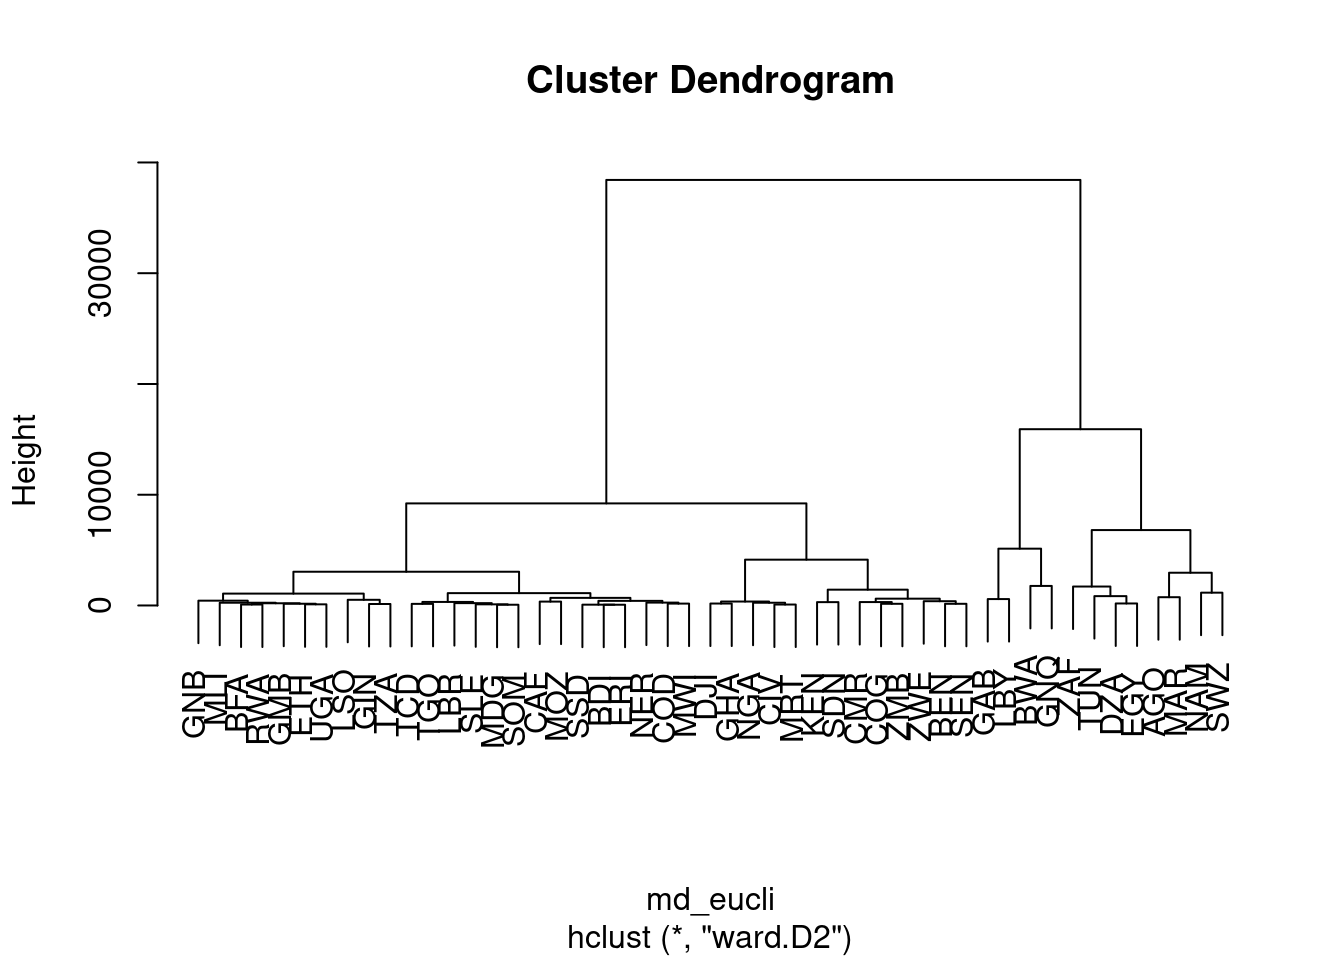 Cluster Dendrogram
Height
0
10000
30000
GNB
MLI
BFA
RWA
GMB
ETH
UGA
LSO
GIN
TZA
TCD
TGO
LBR
SLE
MDG
SOM
CAF
MOZ
SSD
BDI
ERI
NER
COD
MWI
DJI
GHA
NGA
CIV
MRT
KEN
SDN
CMR
COG
ZMB
ZWE
BEN
SEN
GAB
LBY
BWA
GNQ
ZAF
TUN
DZA
EGY
AGO
MAR
NAM
SWZ
md_eucli
hclust (*, "ward.D2")